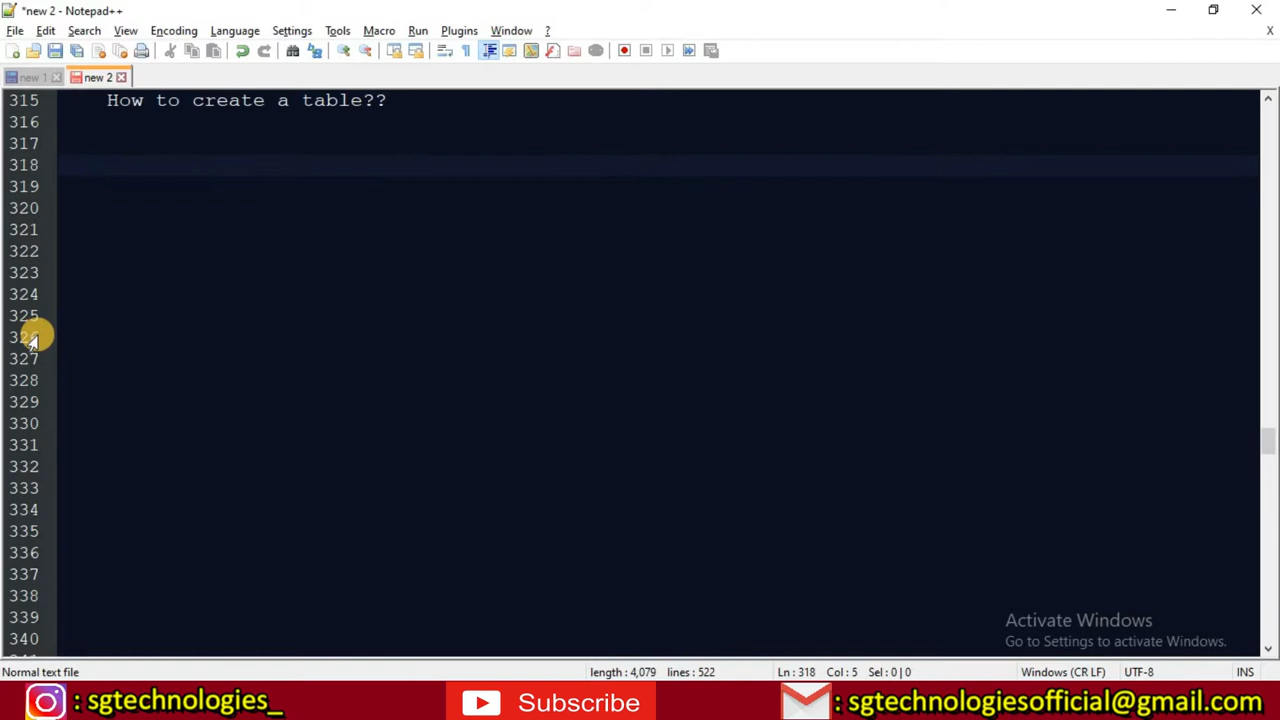 *new 2 - Notepad++
File Edit Search View Encoding Language Settings Tools Macro Run Plugins Window ?
X
new 1 new 2
315 How to create a table??
316
317
318
319
320
321
322
323
324
325
326
327
328
329
330
331
332
333
334
335
336
337
338
339
340
Activate Windows
Go to Settings to activate Windows.
Normal text file length : 4,079 lines : 522 Ln : 318 Col : 5 Sel : 0 | 0 Windows (CR LF) UTF-8 INS
: sgtechnologies_ Subscribe : sgtechnologiesofficial@gmail.com